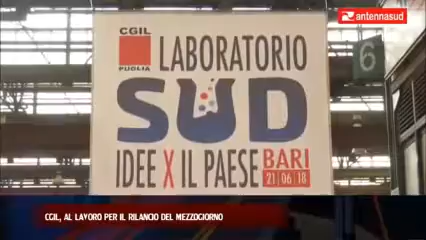 antennasud
CGIL
PUGLIA
LABORATORIO
SUD
IDEE X IL PAESE
BARI
21 06 18
6
CGIL, AL LAVORO PER IL RILANCIO DEL MEZZOGIORNO